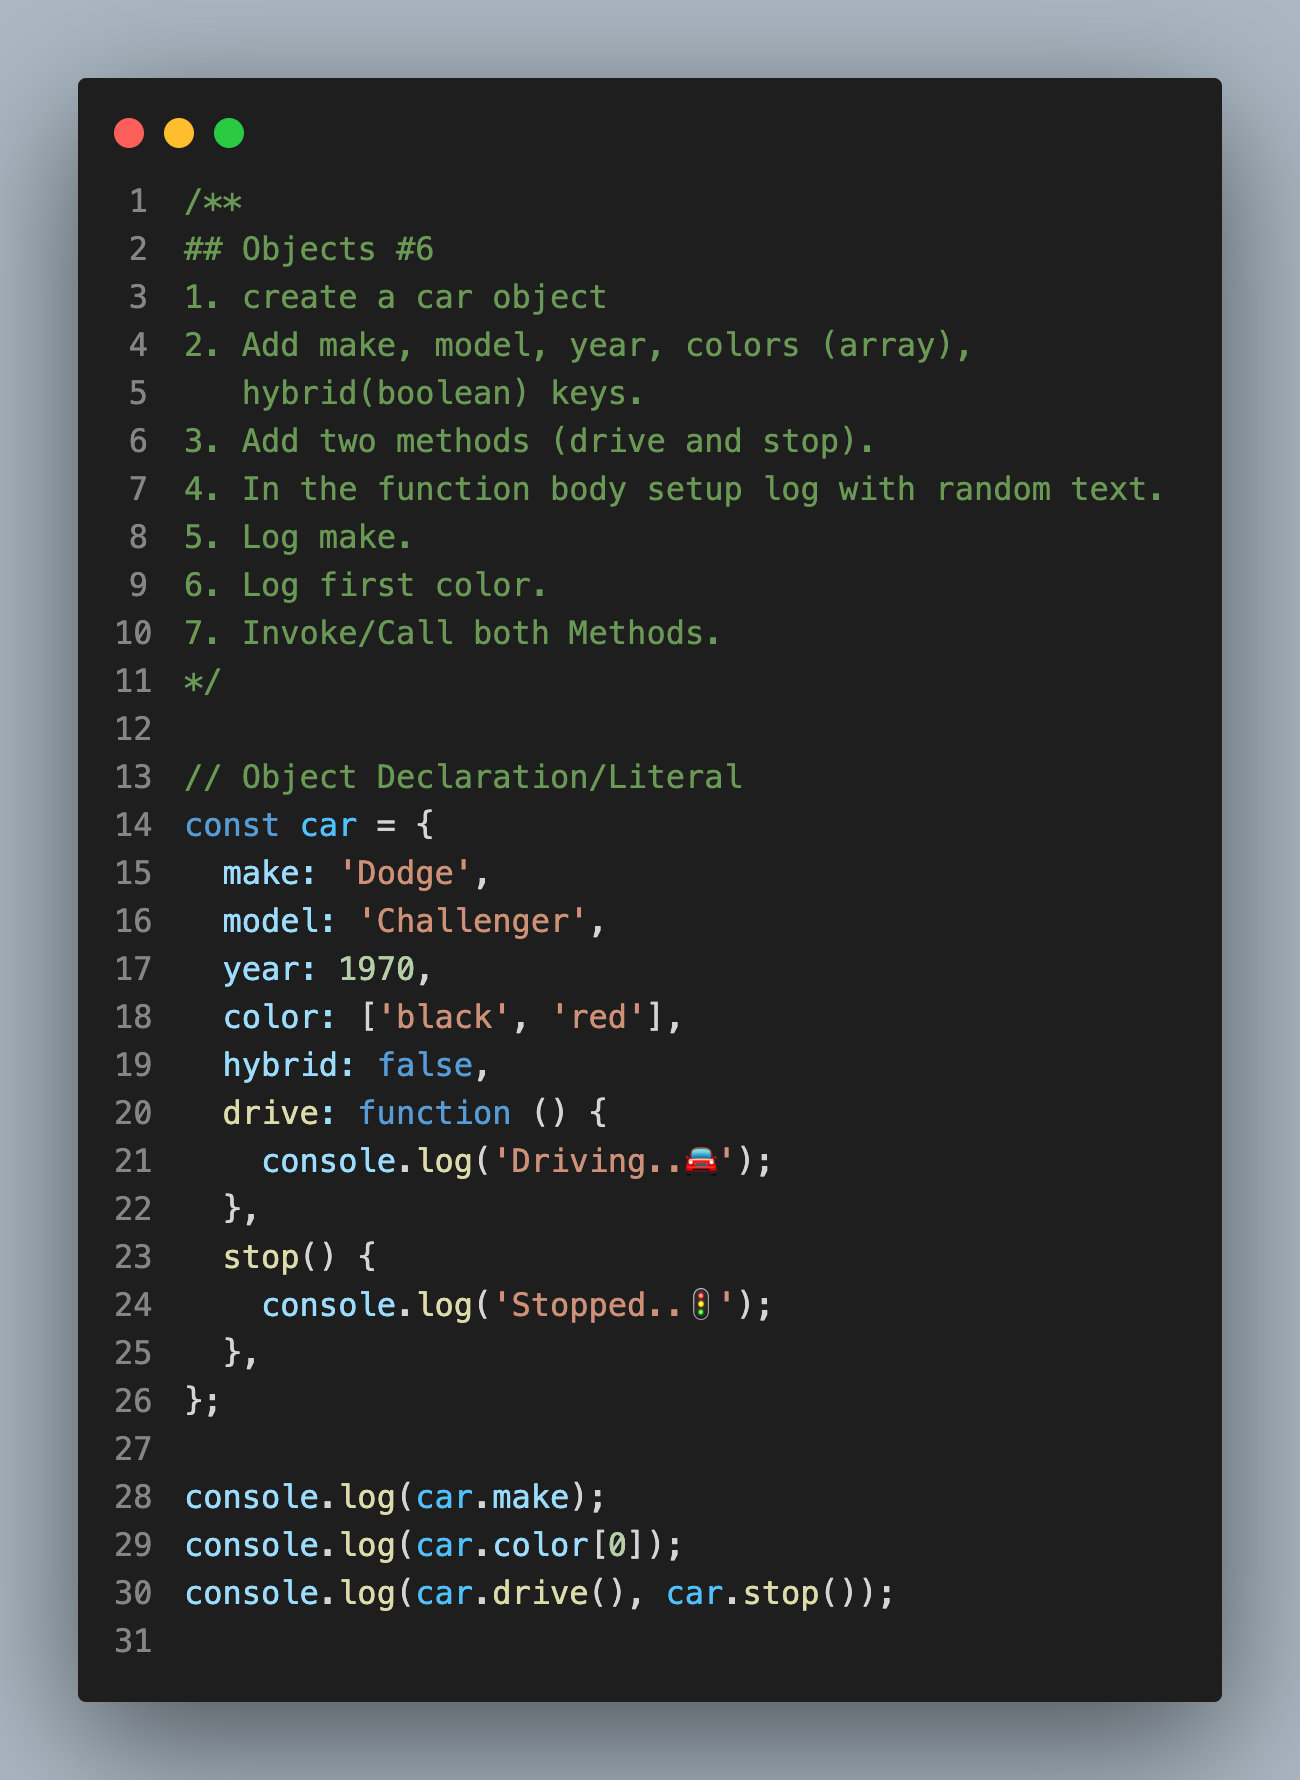 1 /**
2 ## Objects #6
3 1. create a car object
4 2. Add make, model, year, colors (array),
5    hybrid(boolean) keys.
6 3. Add two methods (drive and stop).
7 4. In the function body setup log with random text.
8 5. Log make.
9 6. Log first color.
10 7. Invoke/Call both Methods.
11 */
12
13 // Object Declaration/Literal
14 const car = {
15   make: 'Dodge',
16   model: 'Challenger',
17   year: 1970,
18   color: ['black', 'red'],
19   hybrid: false,
20   drive: function () {
21     console.log('Driving..🚘');
22   },
23   stop() {
24     console.log('Stopped..🚦');
25   },
26 };
27
28 console.log(car.make);
29 console.log(car.color[0]);
30 console.log(car.drive(), car.stop());
31